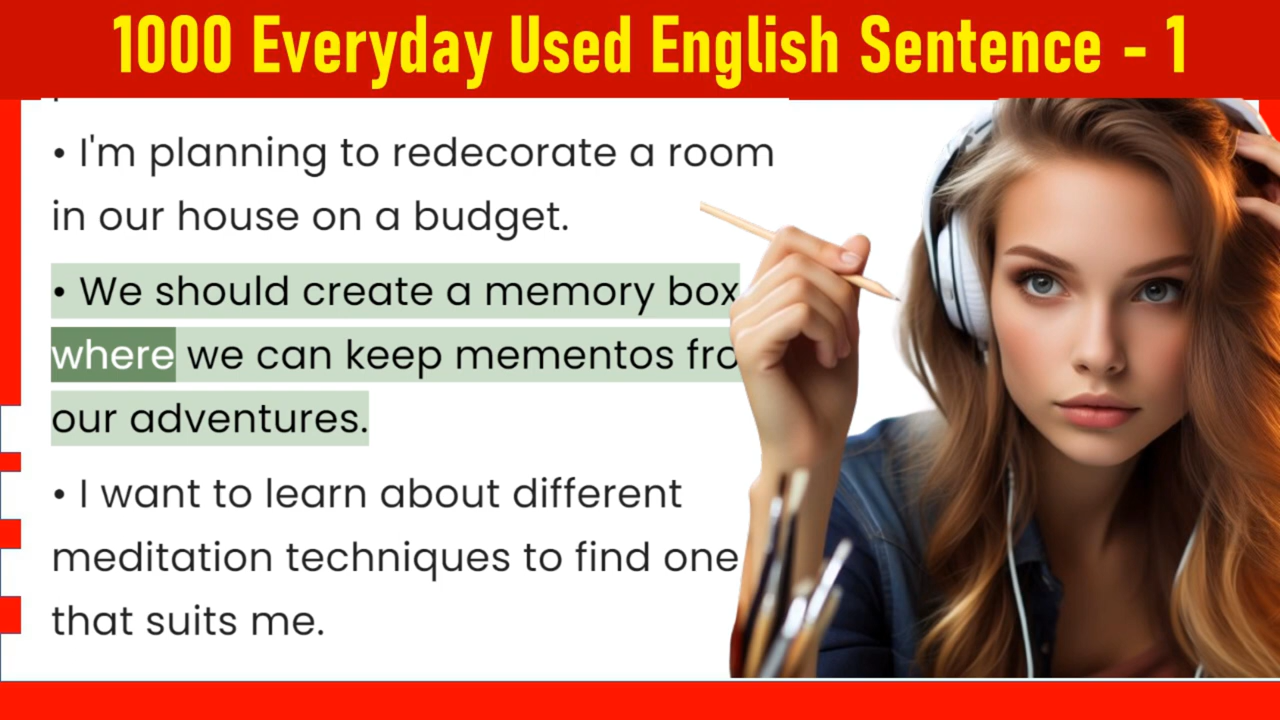 1000 Everyday Used English Sentence - 1
• I'm planning to redecorate a room
in our house on a budget.
• We should create a memory box
where we can keep mementos fro
our adventures.
• I want to learn about different
meditation techniques to find one
that suits me.